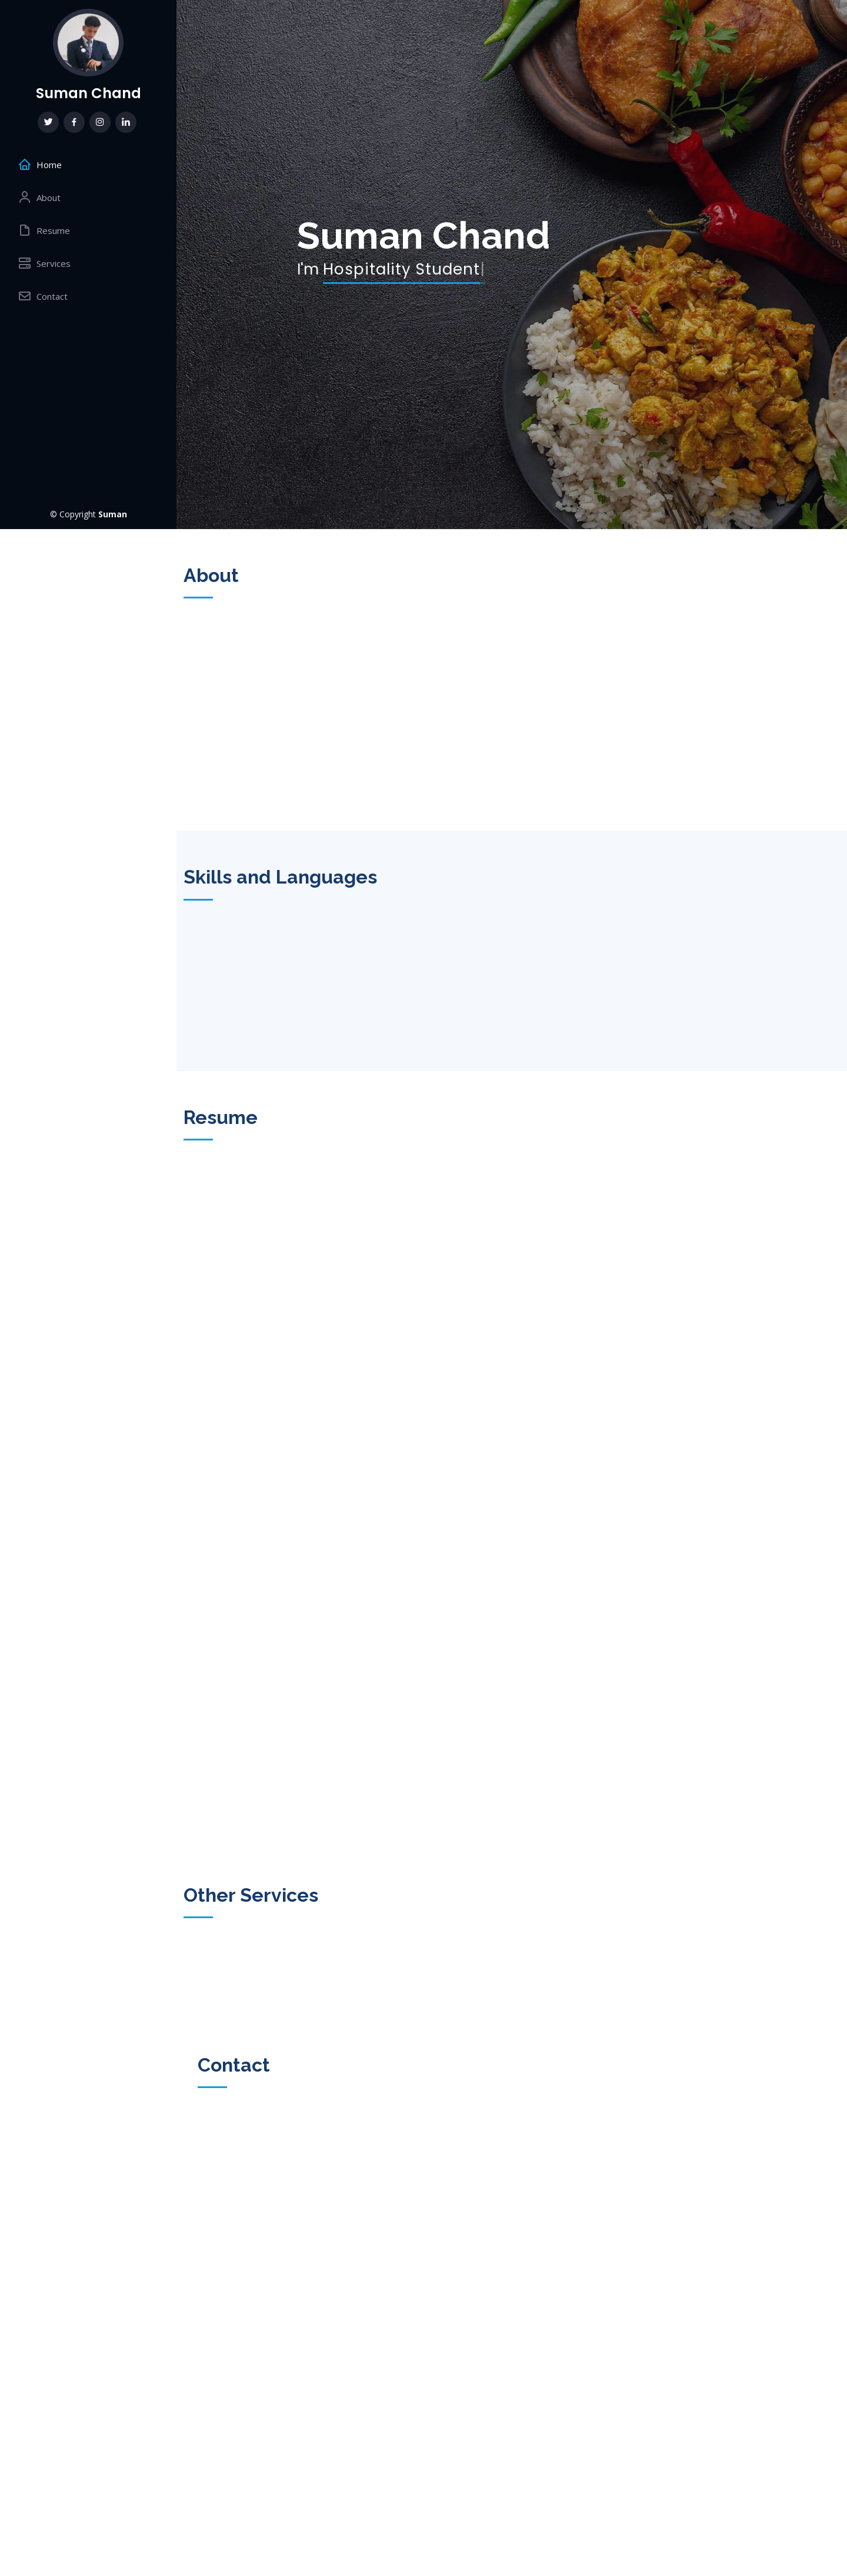 Suman Chand
Home
About
Resume
Services
Contact
© Copyright Suman
Suman Chand
I'm Hospitality Student
About
Skills and Languages
Resume
Other Services
Contact